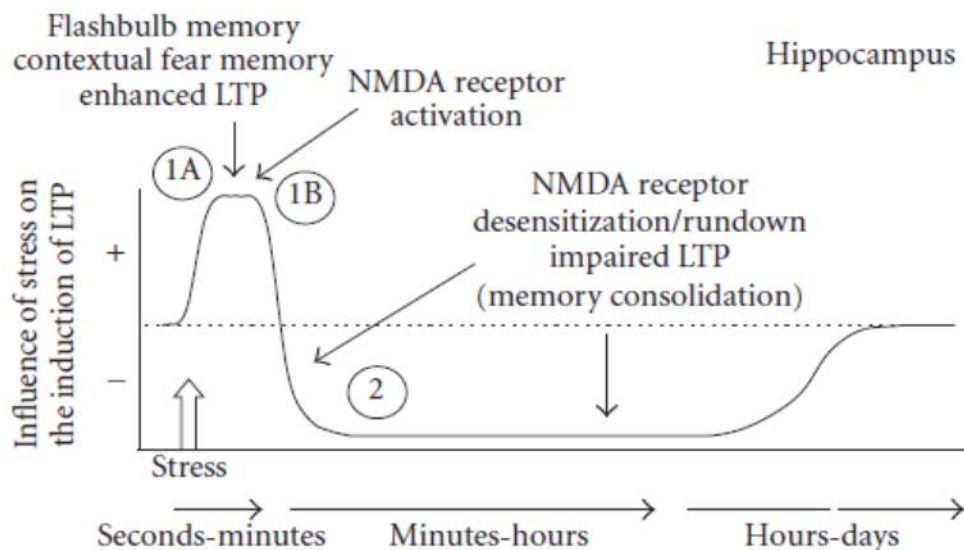 Flashbulb memory
contextual fear memory
enhanced LTP
Hippocampus
NMDA receptor
activation
1A
1B
NMDA receptor
desensitization/rundown
impaired LTP
(memory consolidation)
Influence of stress on
the induction of LTP
+
−
2
Stress
Seconds-minutes
Minutes-hours
Hours-days